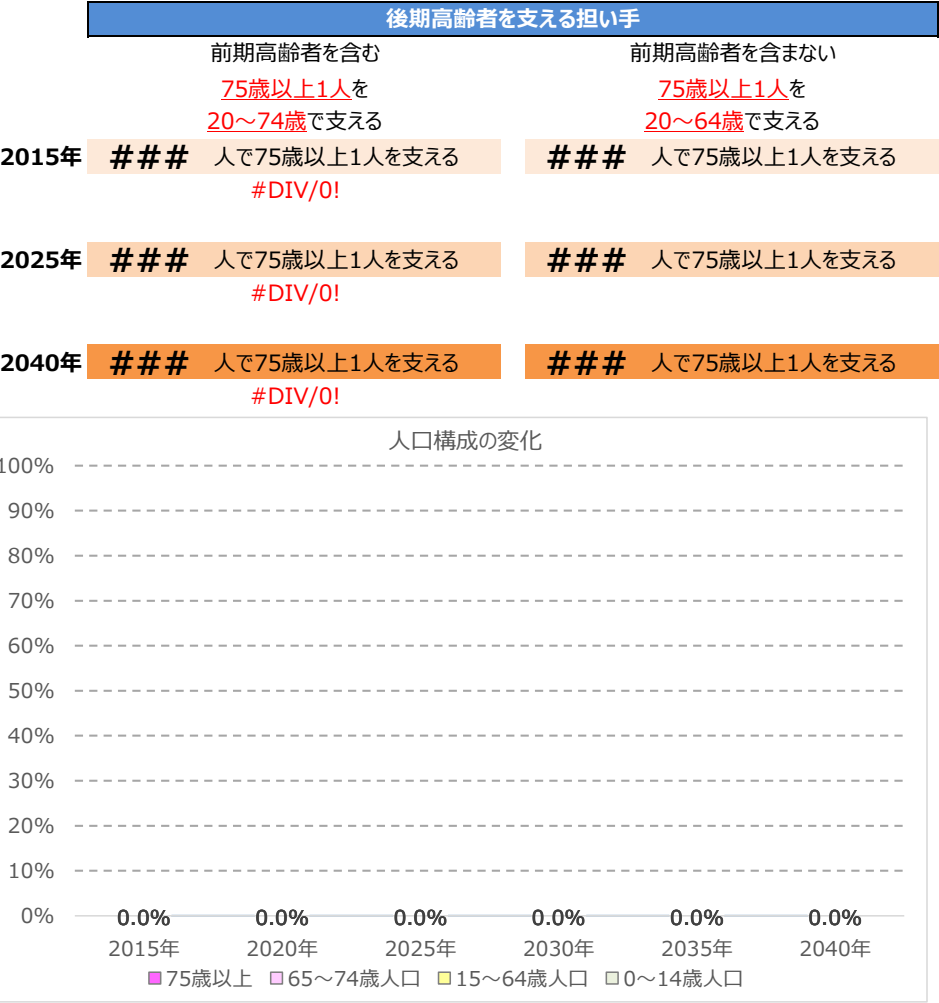 後期高齢者を支える担い手
前期高齢者を含む 前期高齢者を含まない
75歳以上1人を 75歳以上1人を
20～74歳で支える 20～64歳で支える
2015年 ### 人で75歳以上1人を支える ### 人で75歳以上1人を支える
#DIV/0!
2025年 ### 人で75歳以上1人を支える ### 人で75歳以上1人を支える
#DIV/0!
2040年 ### 人で75歳以上1人を支える ### 人で75歳以上1人を支える
#DIV/0!
人口構成の変化
100%
90%
80%
70%
60%
50%
40%
30%
20%
10%
0% 0.0% 0.0% 0.0% 0.0% 0.0% 0.0%
2015年 2020年 2025年 2030年 2035年 2040年
75歳以上 65～74歳人口 15～64歳人口 0～14歳人口